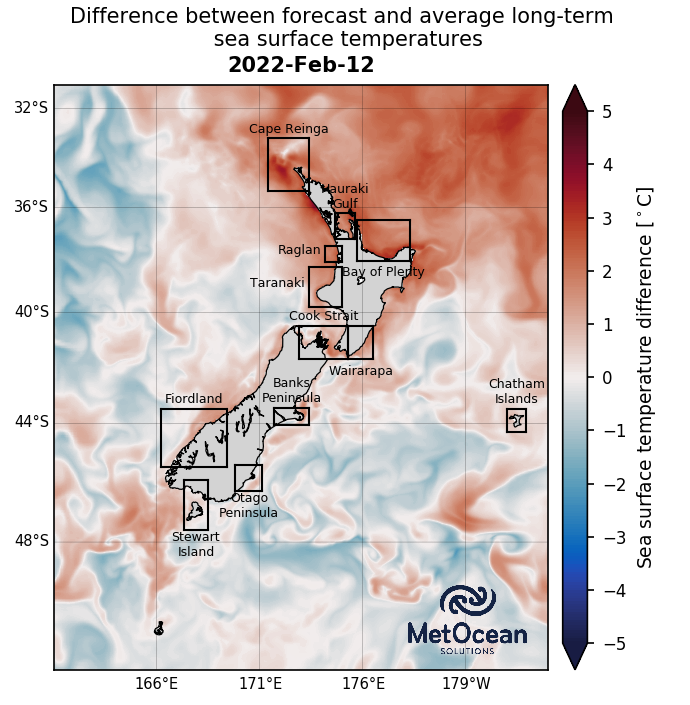 Difference between forecast and average long-term
sea surface temperatures
2022-Feb-12
32°S
36°S
40°S
44°S
48°S
166°E
171°E
176°E
179°W
Cape Reinga
Hauraki
Gulf
Raglan
Bay of Plenty
Taranaki
Cook Strait
Wairarapa
Banks
Peninsula
Fiordland
Chatham
Islands
Otago
Peninsula
Stewart
Island
MetOcean
SOLUTIONS
5
4
3
2
1
0
−1
−2
−3
−4
−5
Sea surface temperature difference [°C]